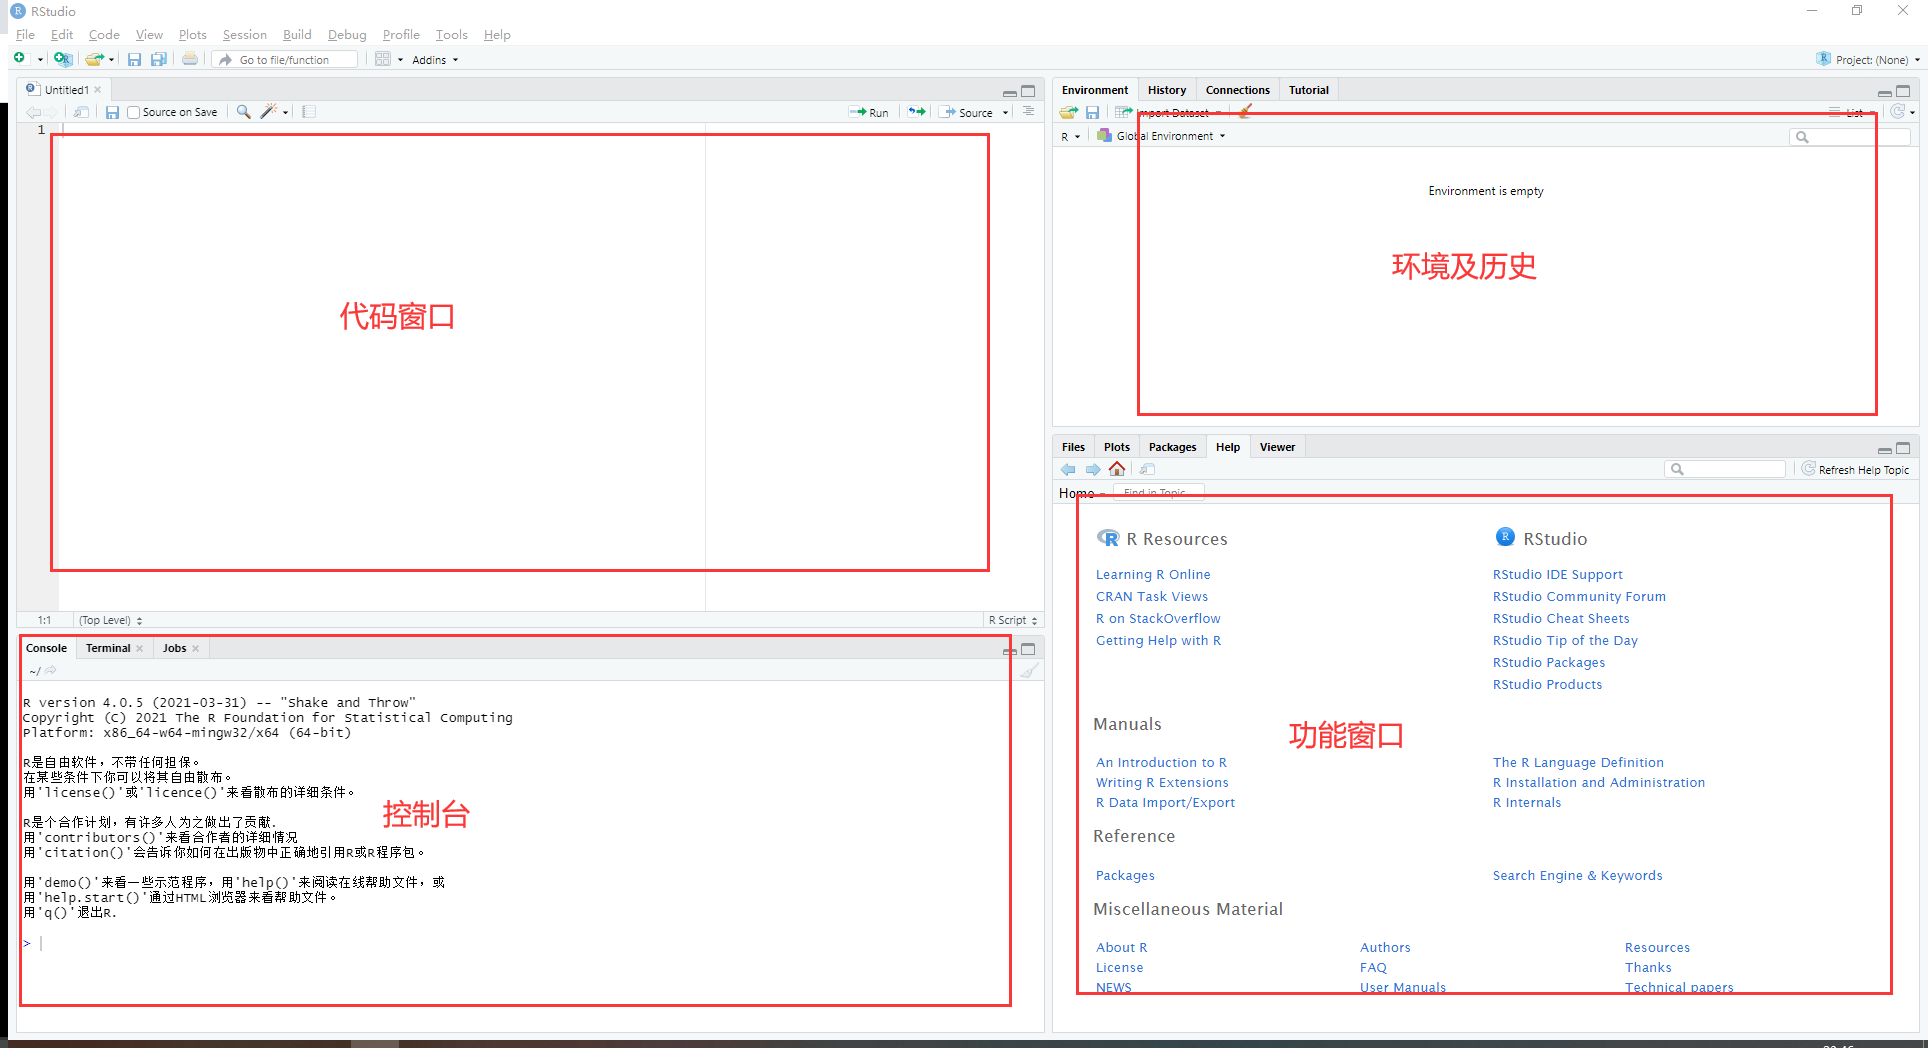 RStudio
File Edit Code View Plots Session Build Debug Profile Tools Help
Go to file/function Addins Project: (None)
Untitled1
Source on Save Run Source
1
代码窗口
1:1 (Top Level) R Script
Console Terminal Jobs
~/
R version 4.0.5 (2021-03-31) -- "Shake and Throw"
Copyright (C) 2021 The R Foundation for Statistical Computing
Platform: x86_64-w64-mingw32/x64 (64-bit)
R是自由软件，不带任何担保。
在某些条件下你可以将其自由散布。
用'license()'或'licence()'来看散布的详细条件。
R是个合作计划，有许多人为之做出了贡献.
用'contributors()'来看合作者的详细情况
用'citation()'会告诉你如何在出版物中正确地引用R或R程序包。
用'demo()'来看一些示范程序，用'help()'来阅读在线帮助文件，或
用'help.start()'通过HTML浏览器来看帮助文件。
用'q()'退出R.
>
控制台
Environment History Connections Tutorial
Import Dataset List
R Global Environment
Environment is empty
环境及历史
Files Plots Packages Help Viewer
Refresh Help Topic
Home Find in Topic
R Resources RStudio
Learning R Online RStudio IDE Support
CRAN Task Views RStudio Community Forum
R on StackOverflow RStudio Cheat Sheets
Getting Help with R RStudio Tip of the Day
RStudio Packages
RStudio Products
Manuals
功能窗口
An Introduction to R The R Language Definition
Writing R Extensions R Installation and Administration
R Data Import/Export R Internals
Reference
Packages Search Engine & Keywords
Miscellaneous Material
About R Authors Resources
License FAQ Thanks
NEWS User Manuals Technical papers